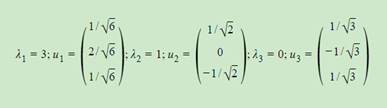 λ₁ = 3; u₁ = (1/√6, 2/√6, 1/√6); λ₂ = 1; u₂ = (1/√2, 0, −1/√2); λ₃ = 0; u₃ = (1/√3, −1/√3, 1/√3)